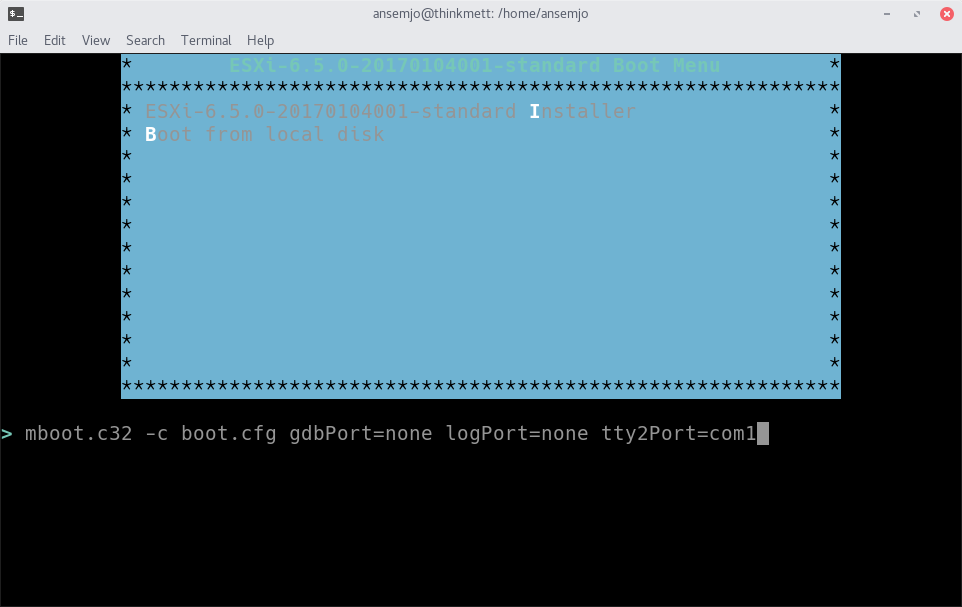 ansemjo@thinkmett: /home/ansemjo
File Edit View Search Terminal Help
* ESXi-6.5.0-20170104001-standard Boot Menu *
************************************************************
* ESXi-6.5.0-20170104001-standard Installer *
* Boot from local disk *
* *
* *
* *
* *
* *
* *
* *
* *
* *
* *
************************************************************
> mboot.c32 -c boot.cfg gdbPort=none logPort=none tty2Port=com1